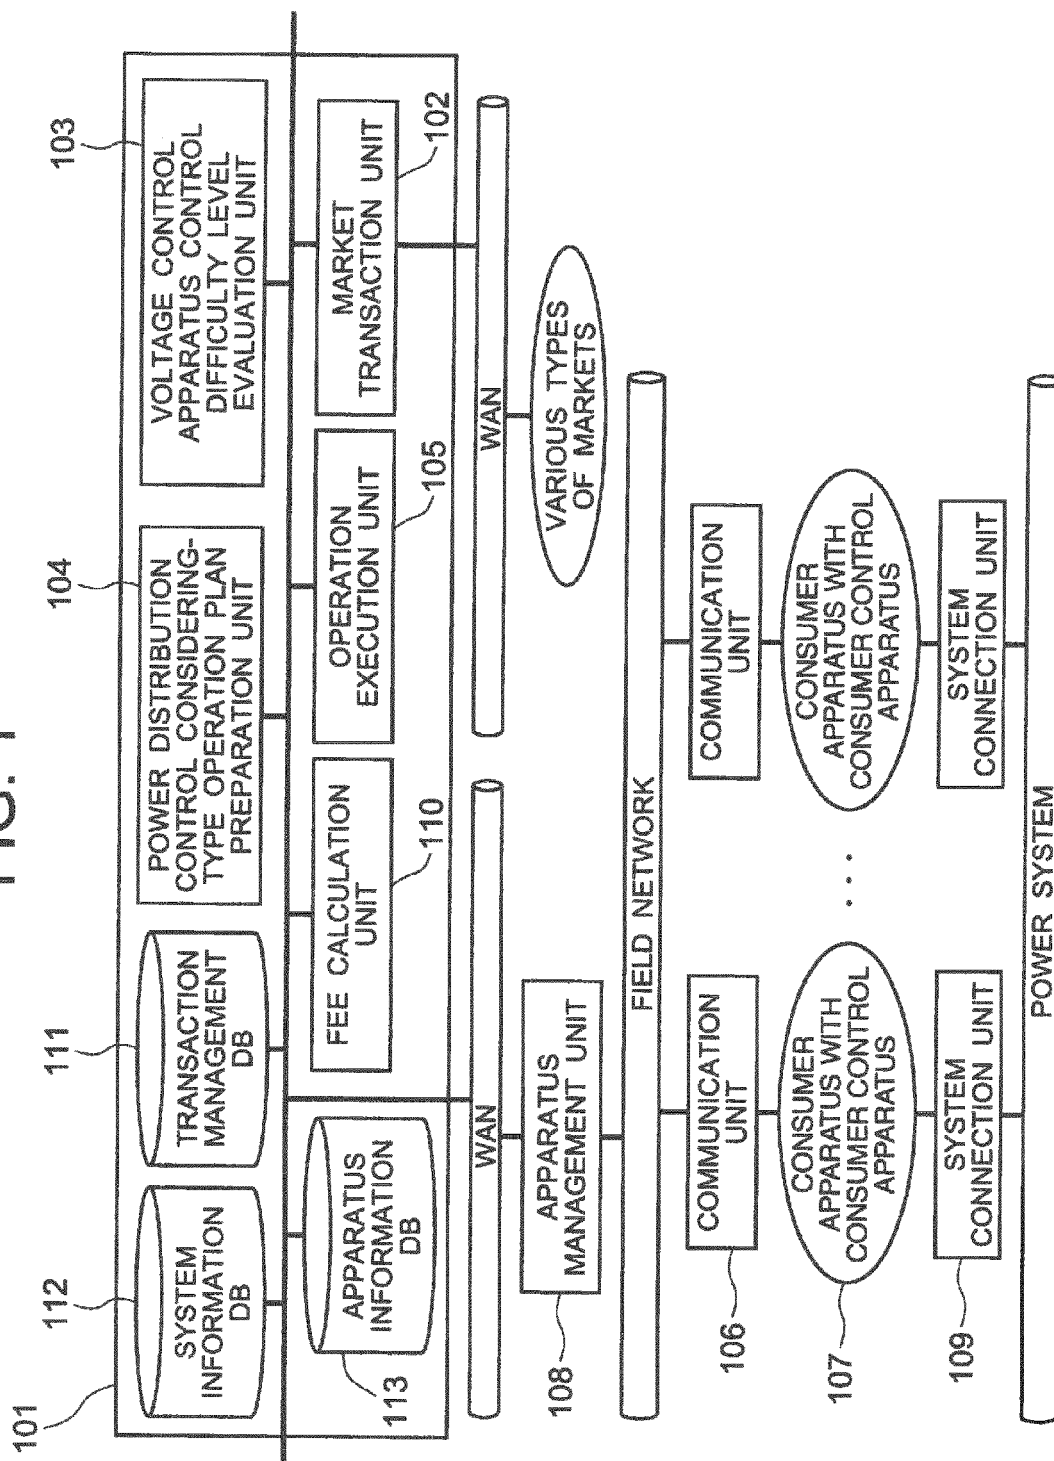 FIG. 1
101
112
SYSTEM
INFORMATION
DB
111
TRANSACTION
MANAGEMENT
DB
104
POWER DISTRIBUTION
CONTROL CONSIDERING-
TYPE OPERATION PLAN
PREPARATION UNIT
103
VOLTAGE CONTROL
APPARATUS CONTROL
DIFFICULTY LEVEL
EVALUATION UNIT
APPARATUS
INFORMATION
DB
113
FEE CALCULATION
UNIT
110
OPERATION
EXECUTION UNIT
105
MARKET
TRANSACTION UNIT
102
WAN
WAN
108
APPARATUS
MANAGEMENT UNIT
VARIOUS TYPES
OF MARKETS
FIELD NETWORK
106
COMMUNICATION
UNIT
COMMUNICATION
UNIT
107
CONSUMER
APPARATUS WITH
CONSUMER CONTROL
APPARATUS
. . .
CONSUMER
APPARATUS WITH
CONSUMER CONTROL
APPARATUS
109
SYSTEM
CONNECTION UNIT
SYSTEM
CONNECTION UNIT
POWER SYSTEM